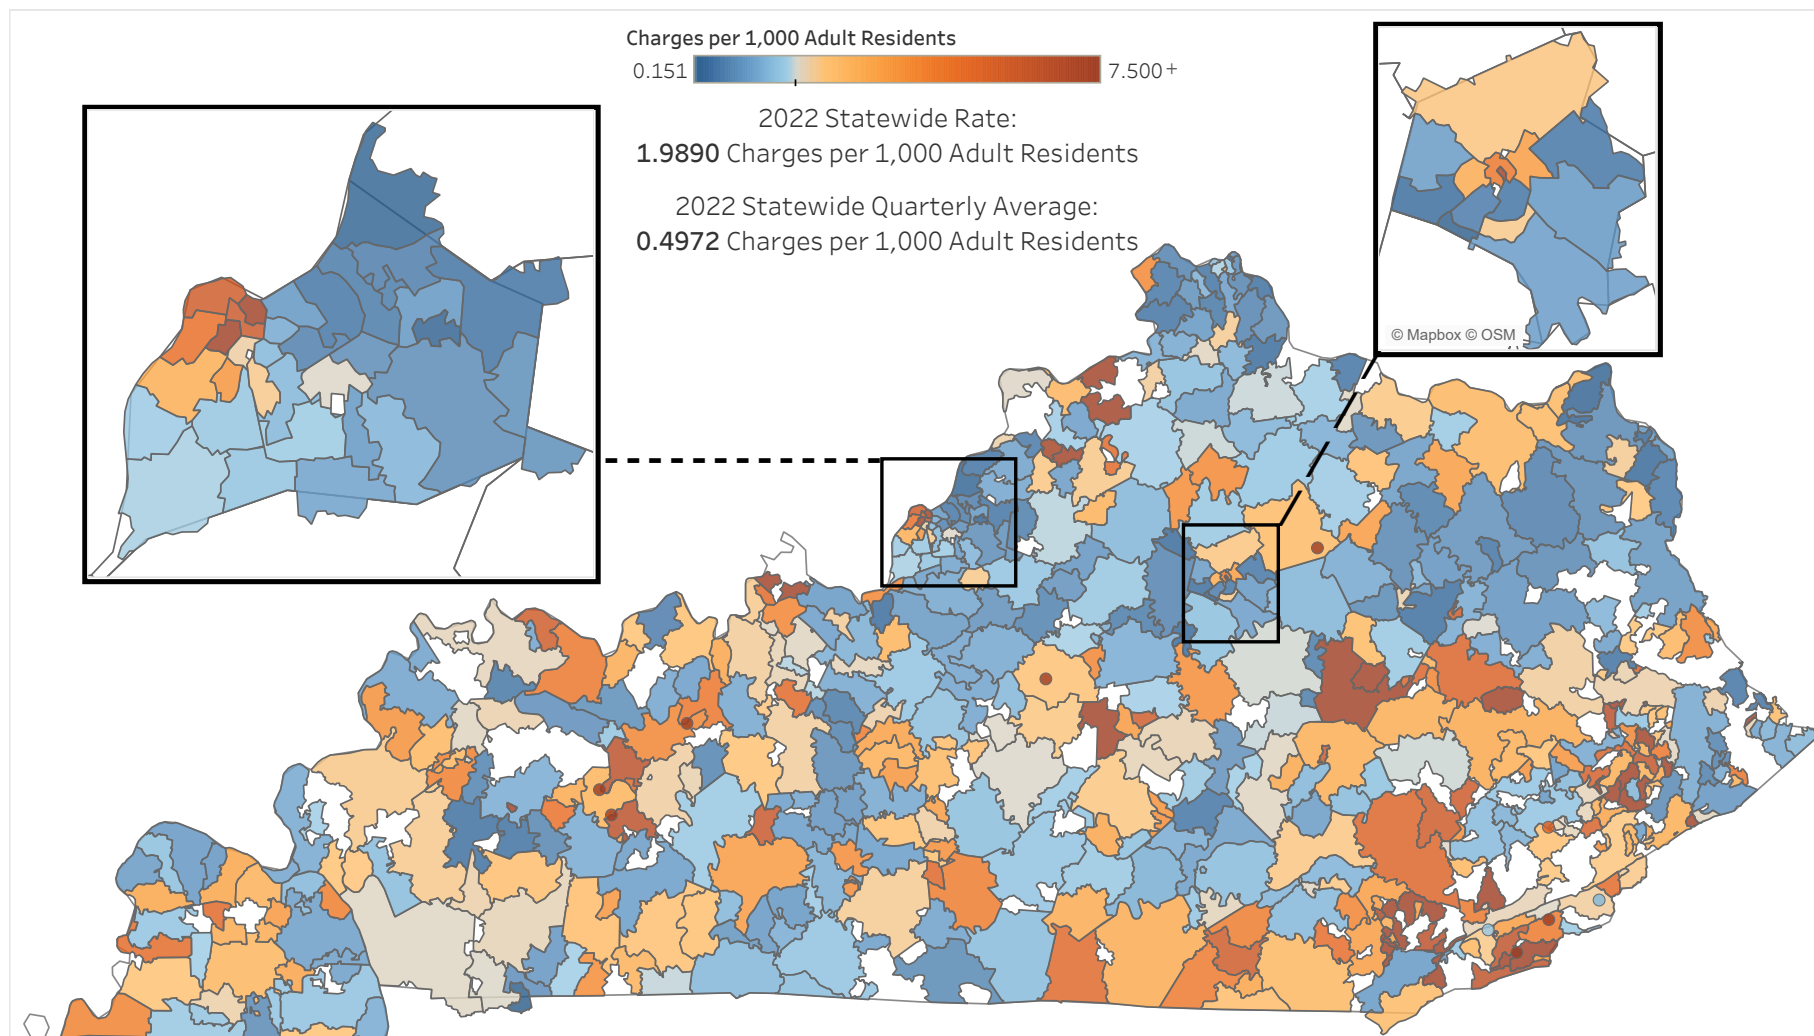 Charges per 1,000 Adult Residents
0.151 7.500+
2022 Statewide Rate:
1.9890 Charges per 1,000 Adult Residents
2022 Statewide Quarterly Average:
0.4972 Charges per 1,000 Adult Residents
© Mapbox © OSM